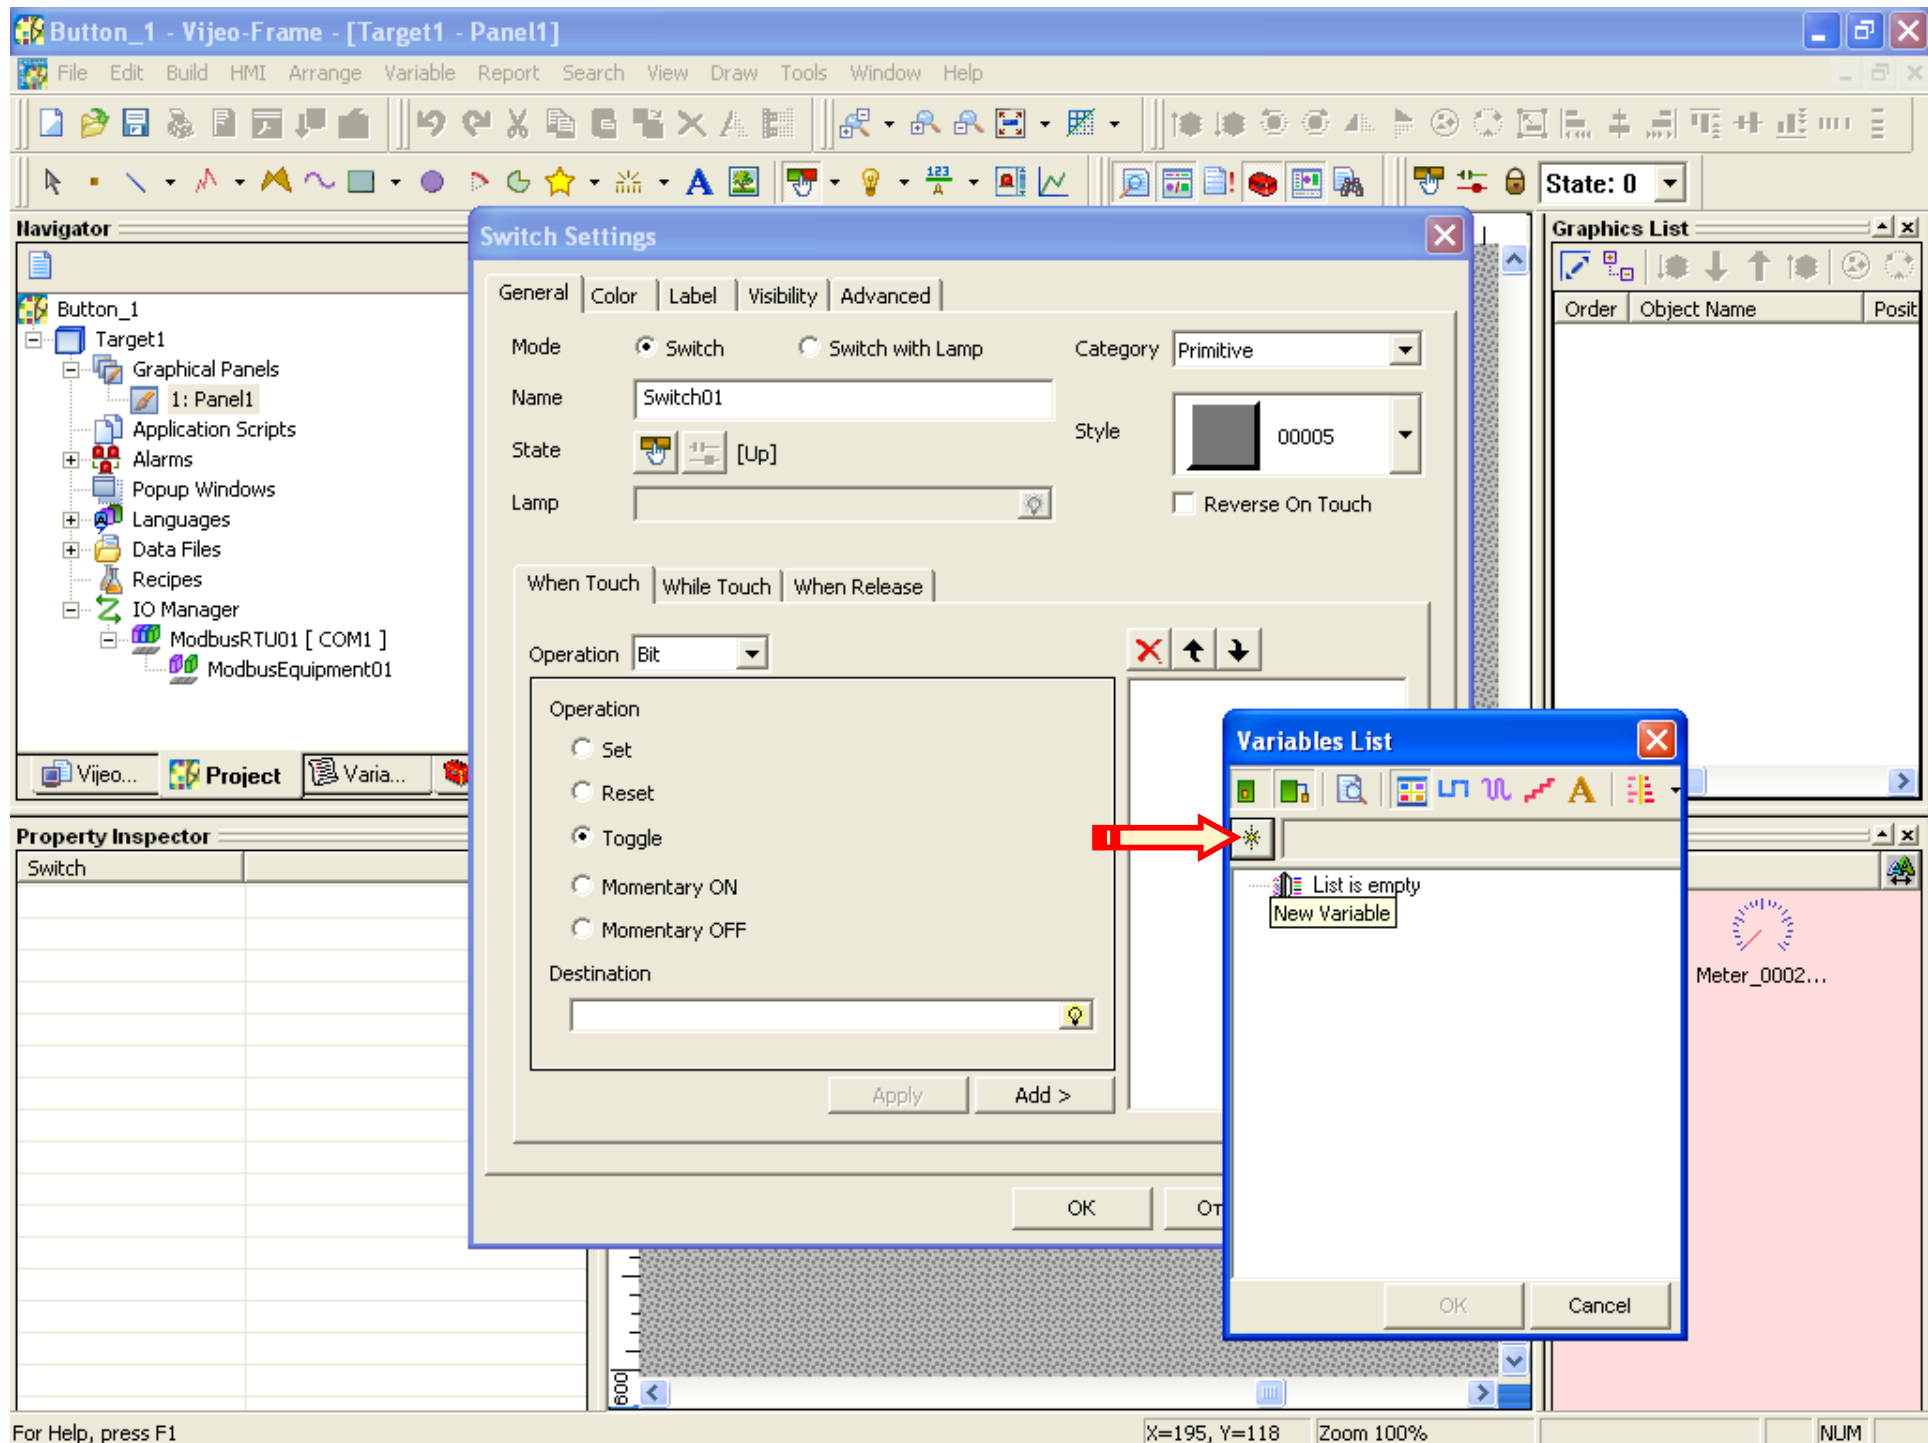 Button_1 - Vijeo-Frame - [Target1 - Panel1]
File Edit Build HMI Arrange Variable Report Search View Draw Tools Window Help
State: 0
Navigator
Button_1
Target1
Graphical Panels
1: Panel1
Application Scripts
Alarms
Popup Windows
Languages
Data Files
Recipes
IO Manager
ModbusRTU01 [ COM1 ]
ModbusEquipment01
Vijeo... Project Varia...
Property Inspector
Switch
Switch Settings
General Color Label Visibility Advanced
Mode Switch Switch with Lamp Category Primitive
Name Switch01
Style 00005
State [Up]
Lamp
Reverse On Touch
When Touch While Touch When Release
Operation Bit
Operation
Set
Reset
Toggle
Momentary ON
Momentary OFF
Destination
Apply Add >
OK От
Variables List
List is empty
New Variable
OK Cancel
Graphics List
Order Object Name Posit
Meter_0002...
600
For Help, press F1 X=195, Y=118 Zoom 100% NUM